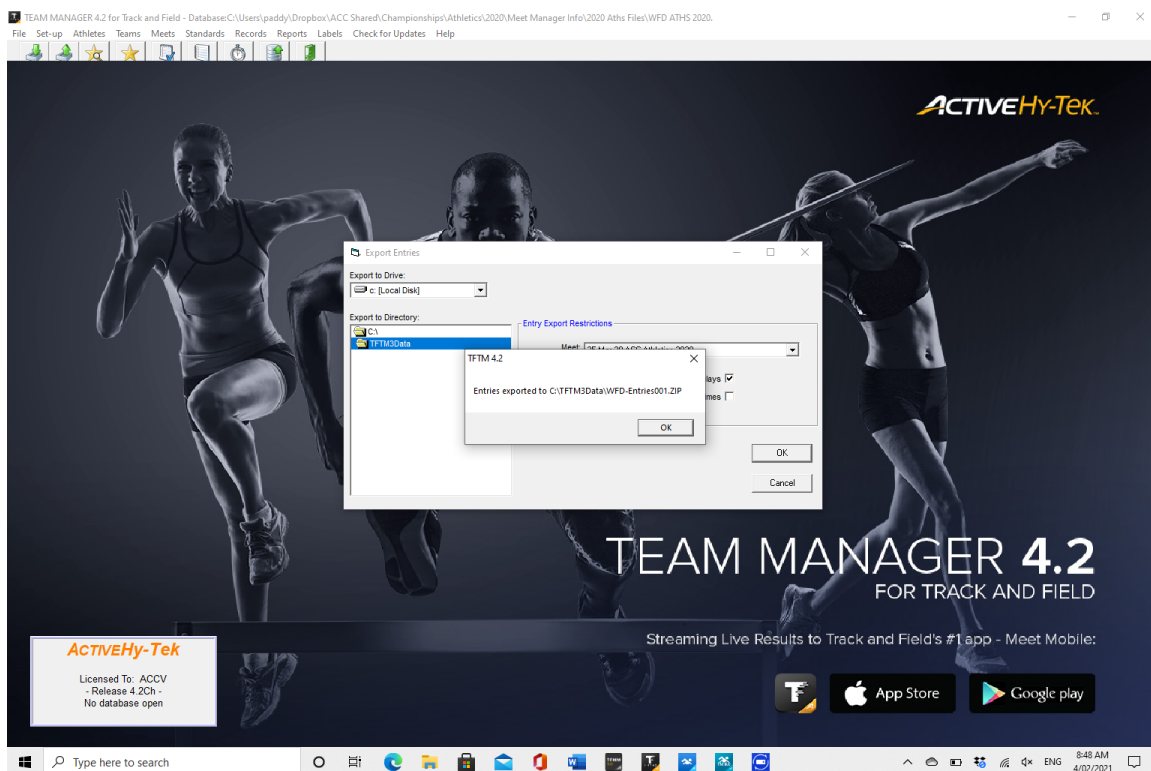 TEAM MANAGER 4.2 for Track and Field - Database:C:\Users\paddy\Dropbox\ACC Shared\Championships\Athletics\2020\Meet Manager Info\2020 Aths Files\WFD ATHS 2020.
File Set-up Athletes Teams Meets Standards Records Reports Labels Check for Updates Help
ACTIVEHy-Tek
Export Entries
Export to Drive:
c: [Local Disk]
Export to Directory:
C:\
TFTM3Data
Entry Export Restrictions
Meet:
TFTM 4.2
Entries exported to C:\TFTM3Data\WFD-Entries001.ZIP
OK
OK
Cancel
TEAM MANAGER 4.2
FOR TRACK AND FIELD
Streaming Live Results to Track and Field's #1 app - Meet Mobile:
App Store
Google play
ACTIVEHy-Tek
Licensed To: ACCV
- Release 4.2Ch -
No database open
Type here to search
ENG
8:48 AM
4/02/2021